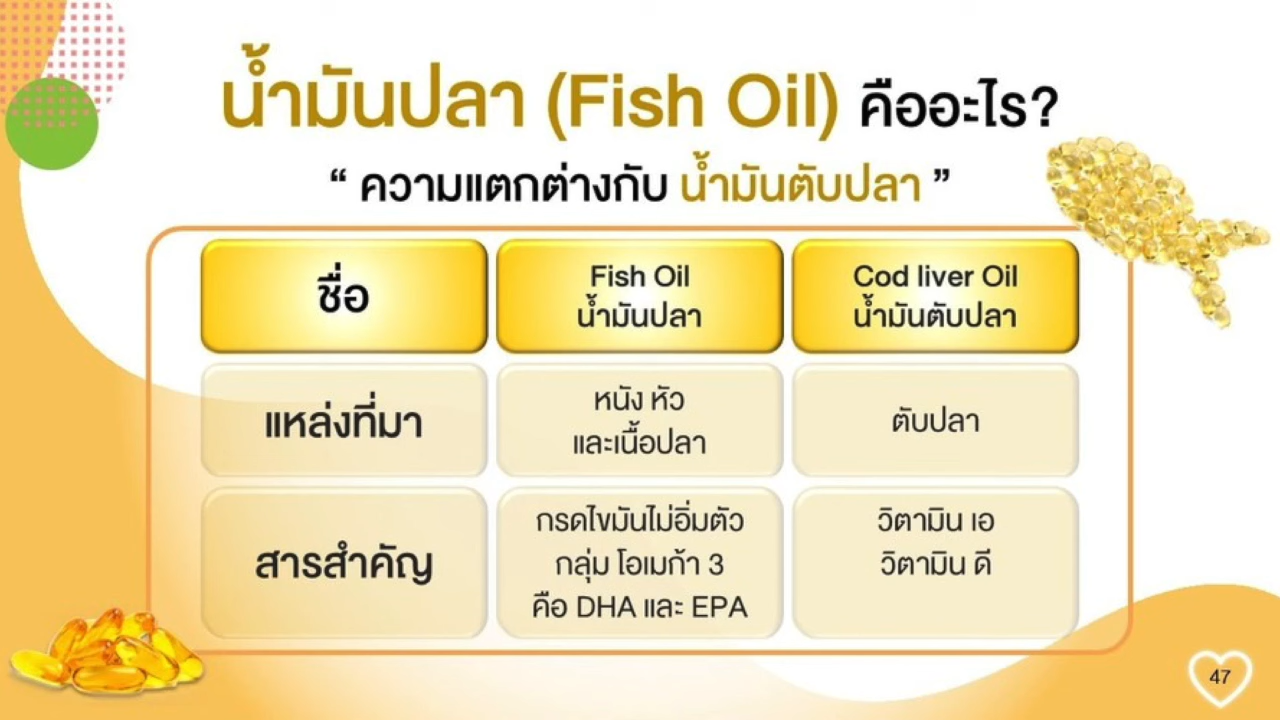 น้ำมันปลา (Fish Oil) คืออะไร?
“ ความแตกต่างกับ น้ำมันตับปลา ”
ชื่อ
Fish Oil
น้ำมันปลา
Cod liver Oil
น้ำมันตับปลา
แหล่งที่มา
หนัง หัว
และเนื้อปลา
ตับปลา
สารสำคัญ
กรดไขมันไม่อิ่มตัว
กลุ่ม โอเมก้า 3
คือ DHA และ EPA
วิตามิน เอ
วิตามิน ดี
47